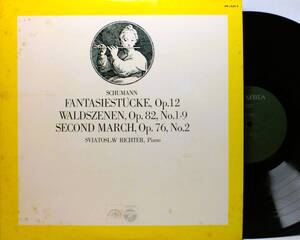 SCHUMANN
FANTASIESTÜCKE, Op.12
WALDSZENEN, Op. 82, No.1-9
SECOND MARCH, Op. 76, No.2
SVIATOSLAV RICHTER, Piano